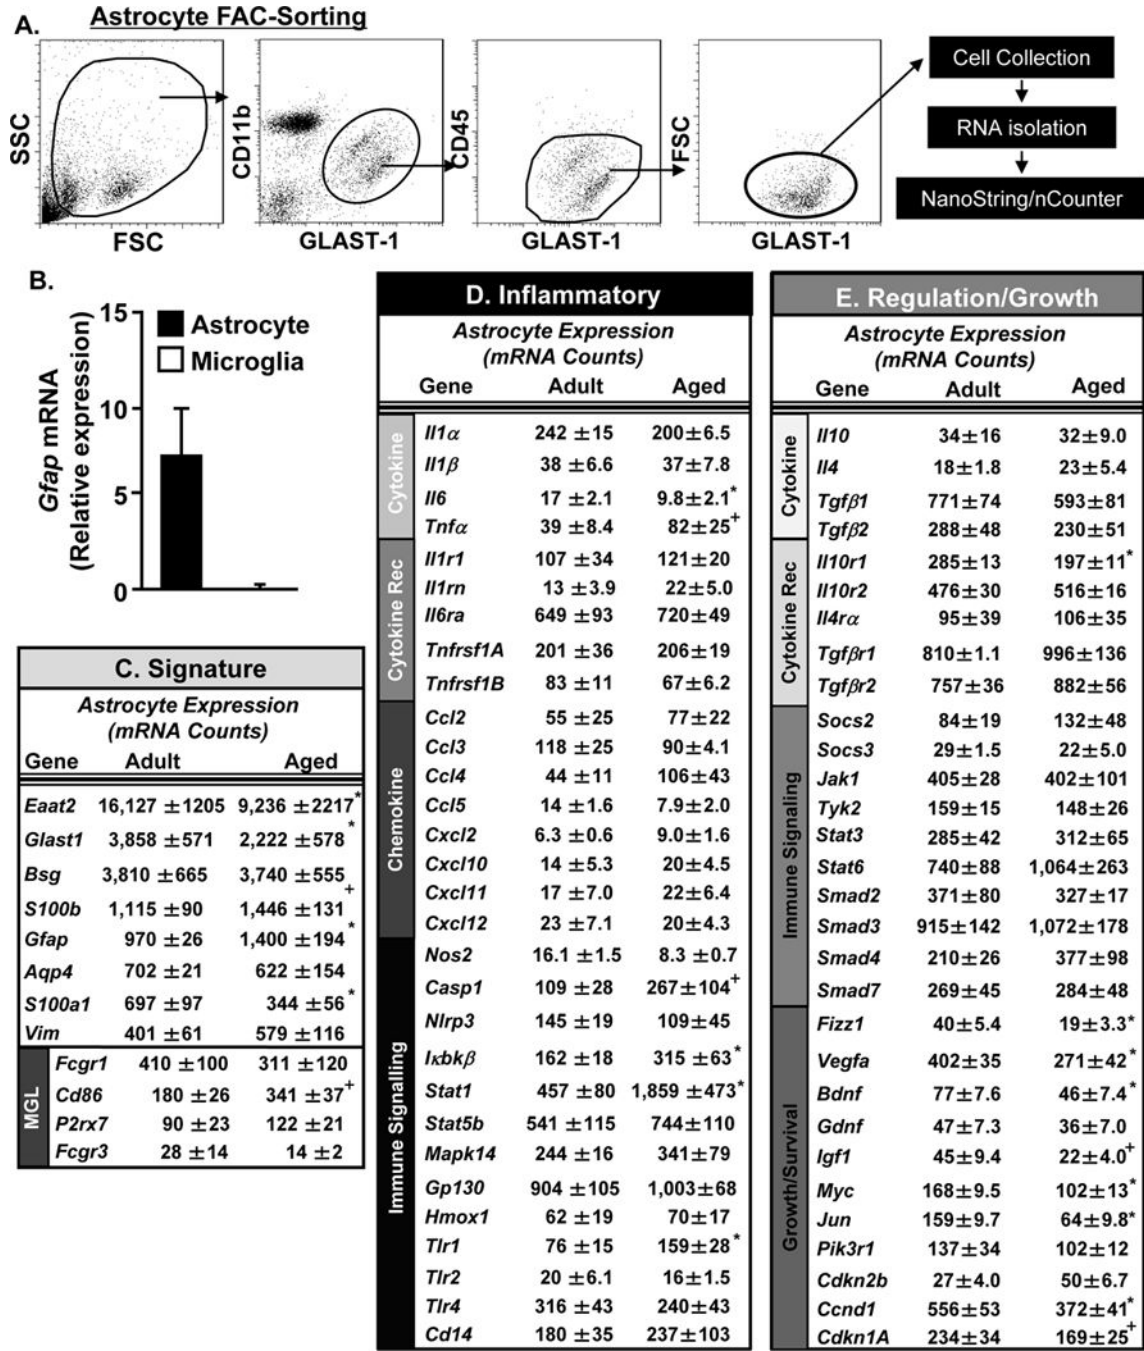 A.
Astrocyte FAC-Sorting
SSC
FSC
CD11b
GLAST-1
CD45
GLAST-1
FSC
GLAST-1
Cell Collection
RNA isolation
NanoString/nCounter
B.
Gfap mRNA
(Relative expression)
15
10
5
0
Astrocyte
Microglia
C. Signature
Astrocyte Expression
(mRNA Counts)
Gene Adult Aged
Eaat2 16,127 ±1205 9,236 ±2217*
Glast1 3,858 ±571 2,222 ±578*
Bsg 3,810 ±665 3,740 ±555
S100b 1,115 ±90 1,446 ±131+
Gfap 970 ±26 1,400 ±194*
Aqp4 702 ±21 622 ±154
S100a1 697 ±97 344 ±56*
Vim 401 ±61 579 ±116
MGL
Fcgr1 410 ±100 311 ±120
Cd86 180 ±26 341 ±37+
P2rx7 90 ±23 122 ±21
Fcgr3 28 ±14 14 ±2
D. Inflammatory
Astrocyte Expression
(mRNA Counts)
Gene Adult Aged
Cytokine
Il1α 242 ±15 200±6.5
Il1β 38 ±6.6 37±7.8
Il6 17 ±2.1 9.8±2.1*
Tnfα 39 ±8.4 82±25+
Cytokine Rec
Il1r1 107 ±34 121±20
Il1rn 13 ±3.9 22±5.0
Il6ra 649 ±93 720±49
Tnfrsf1A 201 ±36 206±19
Tnfrsf1B 83 ±11 67±6.2
Chemokine
Ccl2 55 ±25 77±22
Ccl3 118 ±25 90±4.1
Ccl4 44 ±11 106±43
Ccl5 14 ±1.6 7.9±2.0
Cxcl2 6.3 ±0.6 9.0±1.6
Cxcl10 14 ±5.3 20±4.5
Cxcl11 17 ±7.0 22±6.4
Cxcl12 23 ±7.1 20±4.3
Immune Signalling
Nos2 16.1 ±1.5 8.3 ±0.7
Casp1 109 ±28 267±104+
Nlrp3 145 ±19 109±45
Iκbkβ 162 ±18 315 ±63*
Stat1 457 ±80 1,859 ±473*
Stat5b 541 ±115 744±110
Mapk14 244 ±16 341±79
Gp130 904 ±105 1,003±68
Hmox1 62 ±19 70±17
Tlr1 76 ±15 159±28*
Tlr2 20 ±6.1 16±1.5
Tlr4 316 ±43 240±43
Cd14 180 ±35 237±103
E. Regulation/Growth
Astrocyte Expression
(mRNA Counts)
Gene Adult Aged
Cytokine
Il10 34±16 32±9.0
Il4 18±1.8 23±5.4
Tgfβ1 771±74 593±81
Tgfβ2 288±48 230±51
Cytokine Rec
Il10r1 285±13 197±11*
Il10r2 476±30 516±16
Il4rα 95±39 106±35
Tgfβr1 810±1.1 996±136
Tgfβr2 757±36 882±56
Immune Signaling
Socs2 84±19 132±48
Socs3 29±1.5 22±5.0
Jak1 405±28 402±101
Tyk2 159±15 148±26
Stat3 285±42 312±65
Stat6 740±88 1,064±263
Smad2 371±80 327±17
Smad3 915±142 1,072±178
Smad4 210±26 377±98
Smad7 269±45 284±48
Growth/Survival
Fizz1 40±5.4 19±3.3*
Vegfa 402±35 271±42*
Bdnf 77±7.6 46±7.4*
Gdnf 47±7.3 36±7.0
Igf1 45±9.4 22±4.0+
Myc 168±9.5 102±13*
Jun 159±9.7 64±9.8*
Pik3r1 137±34 102±12
Cdkn2b 27±4.0 50±6.7
Ccnd1 556±53 372±41*
Cdkn1A 234±34 169±25+